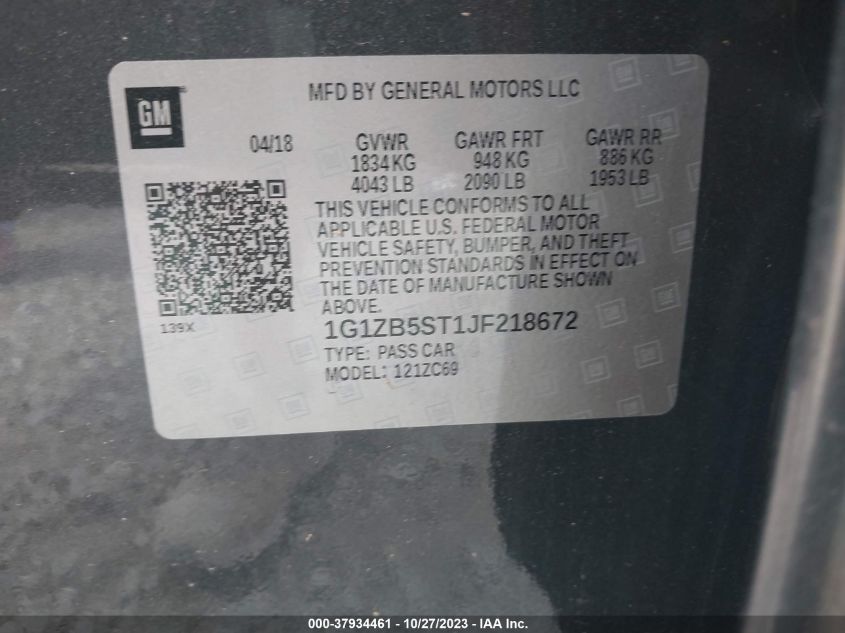 MFD BY GENERAL MOTORS LLC
GM
04/18 GVWR GAWR FRT GAWR RR
1834 KG 948 KG 886 KG
4043 LB 2090 LB 1953 LB
THIS VEHICLE CONFORMS TO ALL
APPLICABLE U.S. FEDERAL MOTOR
VEHICLE SAFETY, BUMPER, AND THEFT
PREVENTION STANDARDS IN EFFECT ON
THE DATE OF MANUFACTURE SHOWN
ABOVE.
139X
1G1ZB5ST1JF218672
TYPE: PASS CAR
MODEL: 121ZC69
000-37934461 - 10/27/2023 - IAA Inc.